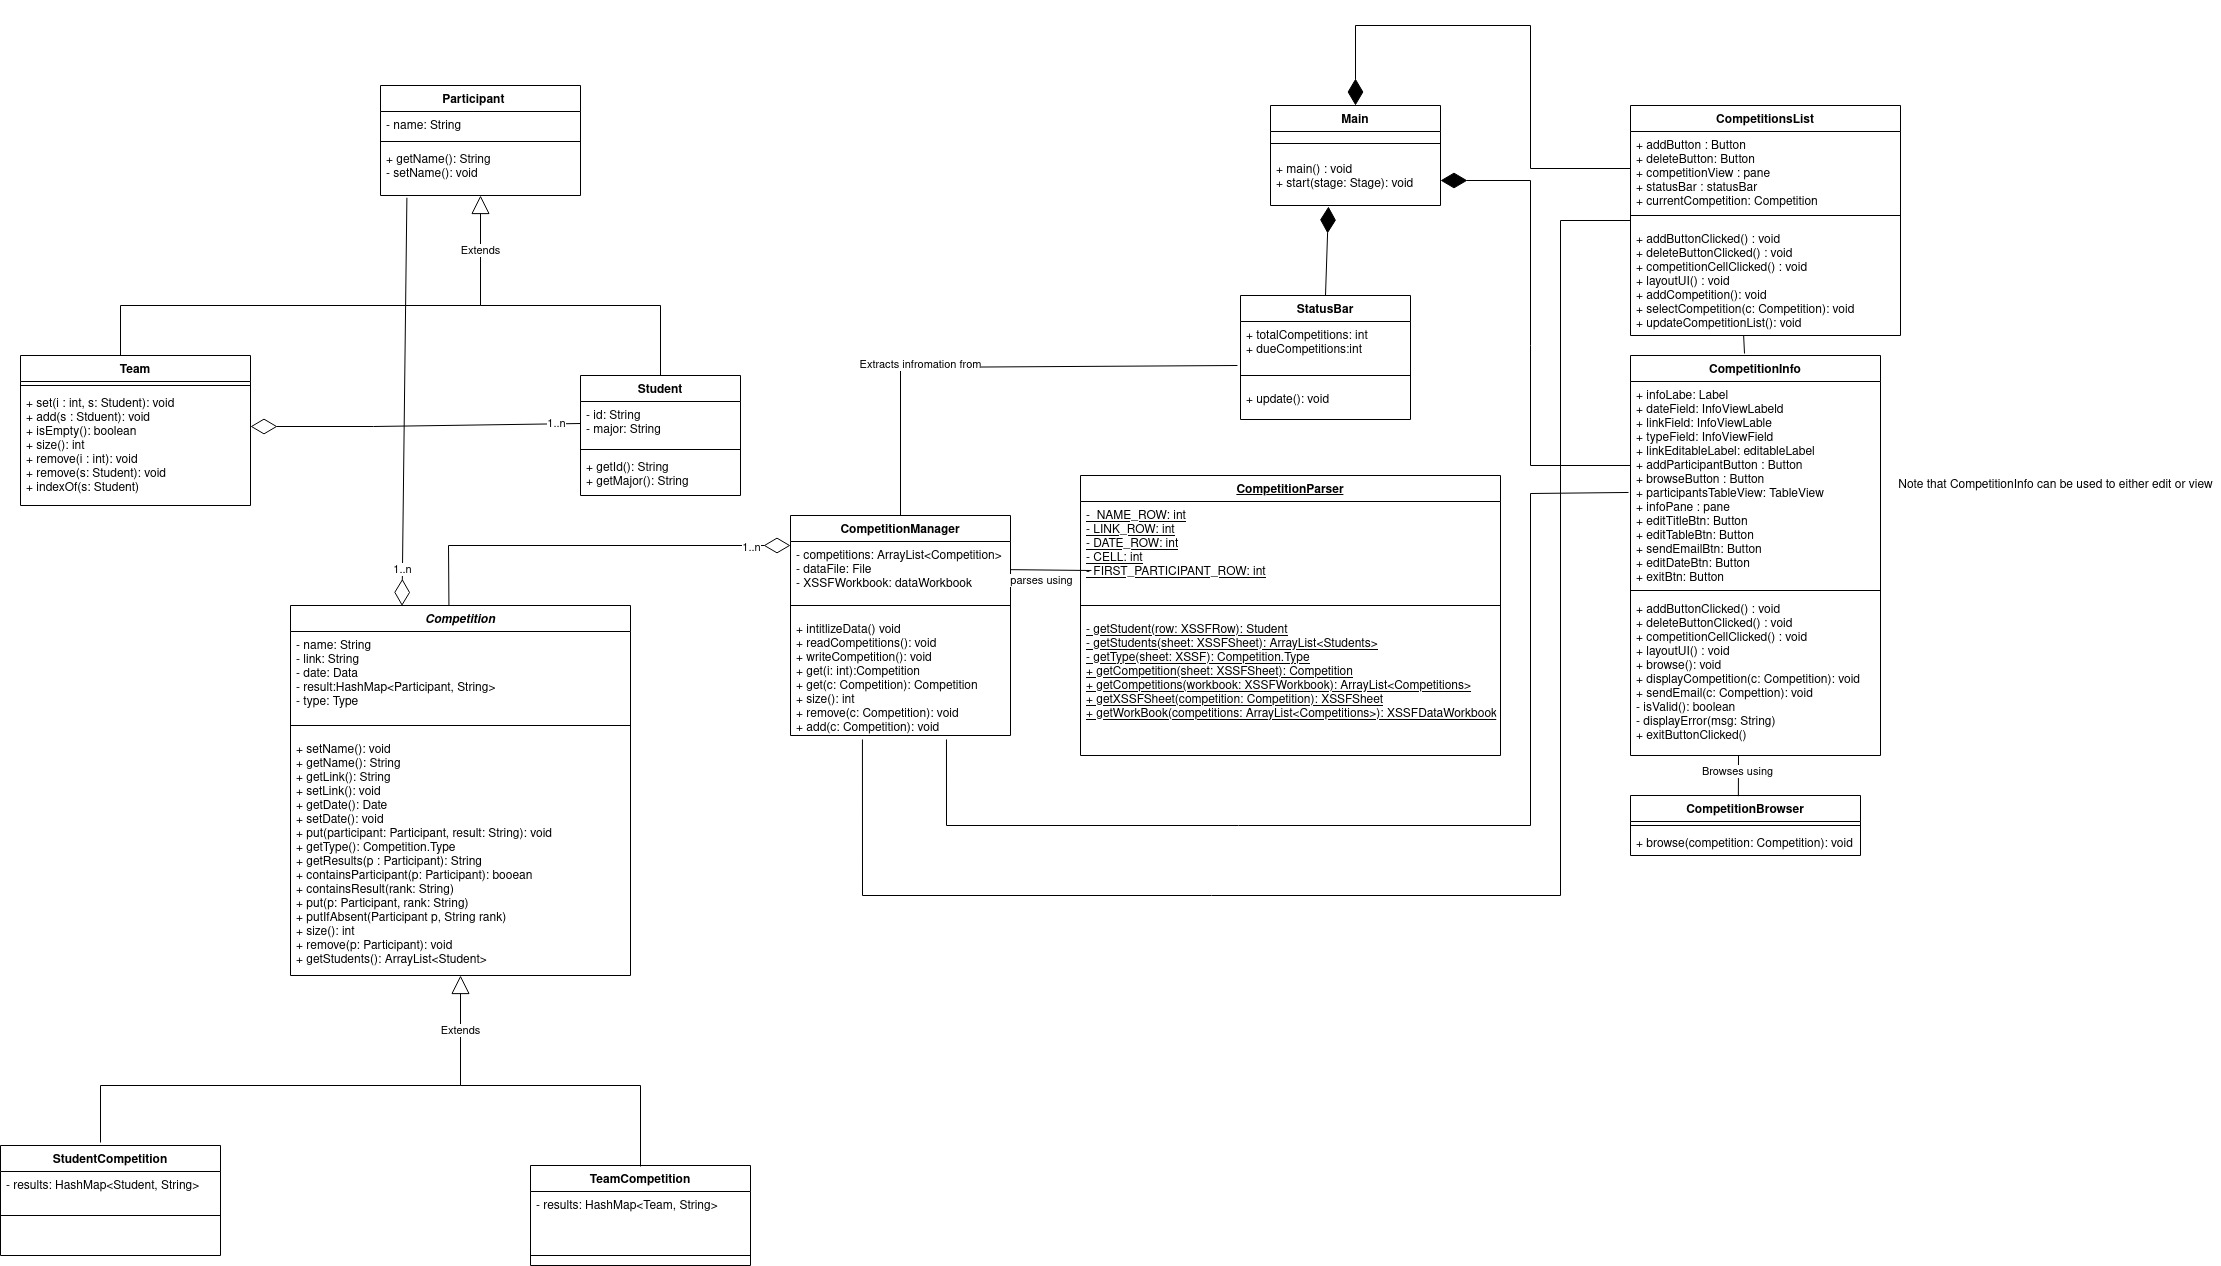 Participant
- name: String
+ getName(): String
- setName(): void
Extends
Team
+ set(i : int, s: Student): void
+ add(s : Stduent): void
+ isEmpty(): boolean
+ size(): int
+ remove(i : int): void
+ remove(s: Student): void
+ indexOf(s: Student)
1..n
Student
- id: String
- major: String
+ getId(): String
+ getMajor(): String
1..n
Competition
- name: String
- link: String
- date: Data
- result:HashMap<Participant, String>
- type: Type
+ setName(): void
+ getName(): String
+ getLink(): String
+ setLink(): void
+ getDate(): Date
+ setDate(): void
+ put(participant: Participant, result: String): void
+ getType(): Competition.Type
+ getResults(p : Participant): String
+ containsParticipant(p: Participant): booean
+ containsResult(rank: String)
+ put(p: Participant, rank: String)
+ putIfAbsent(Participant p, String rank)
+ size(): int
+ remove(p: Participant): void
+ getStudents(): ArrayList<Student>
Extends
StudentCompetition
- results: HashMap<Student, String>
TeamCompetition
- results: HashMap<Team, String>
1..n
CompetitionManager
- competitions: ArrayList<Competition>
- dataFile: File
- XSSFWorkbook: dataWorkbook
+ intitlizeData() void
+ readCompetitions(): void
+ writeCompetition(): void
+ get(i: int):Competition
+ get(c: Competition): Competition
+ size(): int
+ remove(c: Competition): void
+ add(c: Competition): void
parses using
Extracts infromation from
Main
+ main() : void
+ start(stage: Stage): void
StatusBar
+ totalCompetitions: int
+ dueCompetitions:int
+ update(): void
CompetitionParser
- _NAME_ROW: int
- LINK_ROW: int
- DATE_ROW: int
- CELL: int
- FIRST_PARTICIPANT_ROW: int
- getStudent(row: XSSFRow): Student
- getStudents(sheet: XSSFSheet): ArrayList<Students>
- getType(sheet: XSSF): Competition.Type
+ getCompetition(sheet: XSSFSheet): Competition
+ getCompetitions(workbook: XSSFWorkbook): ArrayList<Competitions>
+ getXSSFSheet(competition: Competition): XSSFSheet
+ getWorkBook(competitions: ArrayList<Competitions>): XSSFDataWorkbook
CompetitionsList
+ addButton : Button
+ deleteButton: Button
+ competitionView : pane
+ statusBar : statusBar
+ currentCompetition: Competition
+ addButtonClicked() : void
+ deleteButtonClicked() : void
+ competitionCellClicked() : void
+ layoutUI() : void
+ addCompetition(): void
+ selectCompetition(c: Competition): void
+ updateCompetitionList(): void
CompetitionInfo
+ infoLabe: Label
+ dateField: InfoViewLabeld
+ linkField: InfoViewLable
+ typeField: InfoViewField
+ linkEditableLabel: editableLabel
+ addParticipantButton : Button
+ browseButton : Button
+ participantsTableView: TableView
+ infoPane : pane
+ editTitleBtn: Button
+ editTableBtn: Button
+ sendEmailBtn: Button
+ editDateBtn: Button
+ exitBtn: Button
+ addButtonClicked() : void
+ deleteButtonClicked() : void
+ competitionCellClicked() : void
+ layoutUI() : void
+ browse(): void
+ displayCompetition(c: Competition): void
+ sendEmail(c: Compettion): void
- isValid(): boolean
- displayError(msg: String)
+ exitButtonClicked()
Note that CompetitionInfo can be used to either edit or view
Browses using
CompetitionBrowser
+ browse(competition: Competition): void